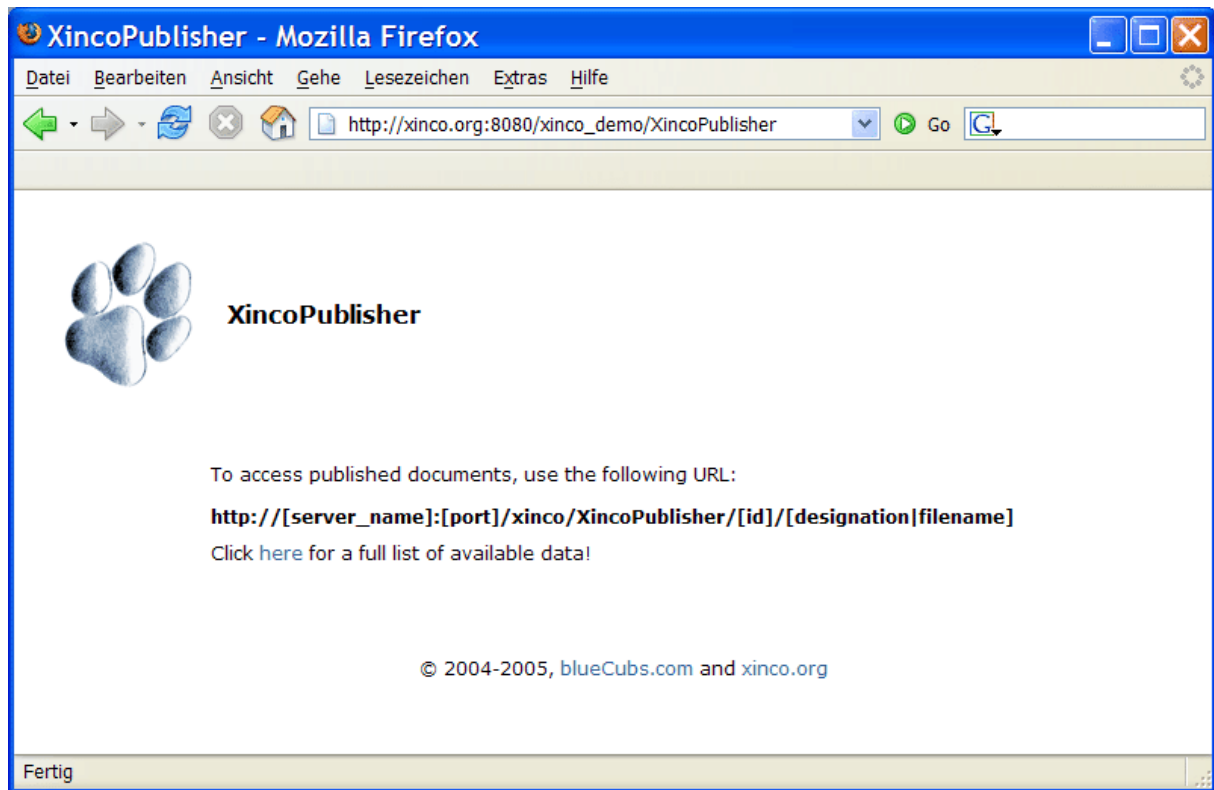 XincoPublisher - Mozilla Firefox
Datei Bearbeiten Ansicht Gehe Lesezeichen Extras Hilfe
http://xinco.org:8080/xinco_demo/XincoPublisher Go G
XincoPublisher
To access published documents, use the following URL:
http://[server_name]:[port]/xinco/XincoPublisher/[id]/[designation|filename]
Click here for a full list of available data!
© 2004-2005, blueCubs.com and xinco.org
Fertig